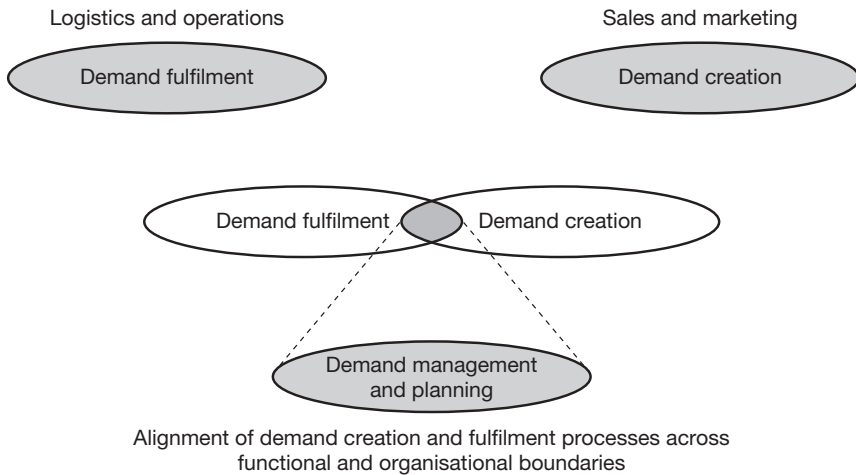 Logistics and operations
Sales and marketing
Demand fulfilment
Demand creation
Demand fulfilment
Demand creation
Demand management
and planning
Alignment of demand creation and fulfilment processes across
functional and organisational boundaries